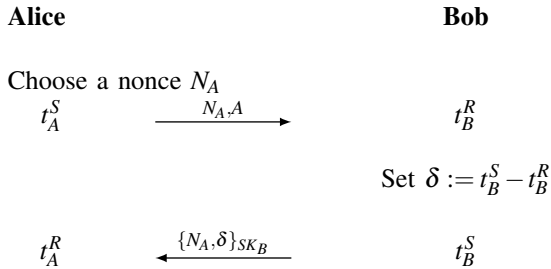 Alice Bob
Choose a nonce N_A
t_A^S N_A, A t_B^R
Set δ := t_B^S − t_B^R
t_A^R {N_A, δ}_{SK_B} t_B^S